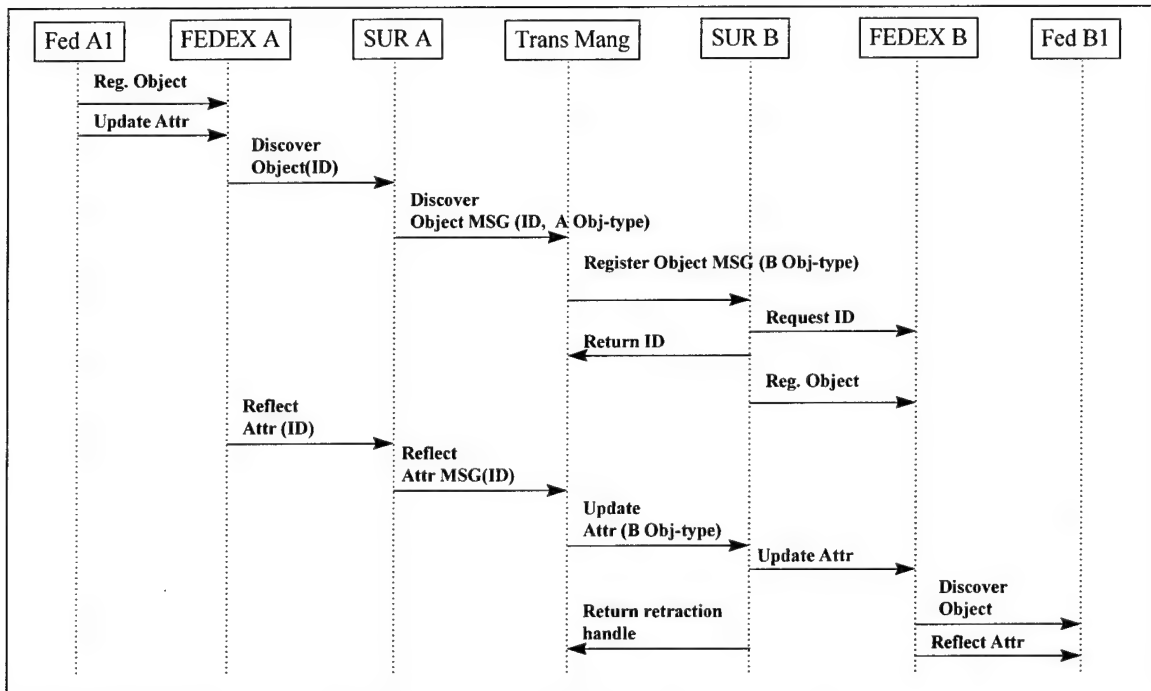 Fed A1
FEDEX A
SUR A
Trans Mang
SUR B
FEDEX B
Fed B1
Reg. Object
Update Attr
Discover
Object(ID)
Discover
Object MSG (ID, A Obj-type)
Register Object MSG (B Obj-type)
Request ID
Return ID
Reg. Object
Reflect
Attr (ID)
Reflect
Attr MSG(ID)
Update
Attr (B Obj-type)
Update Attr
Discover
Object
Return retraction
handle
Reflect Attr